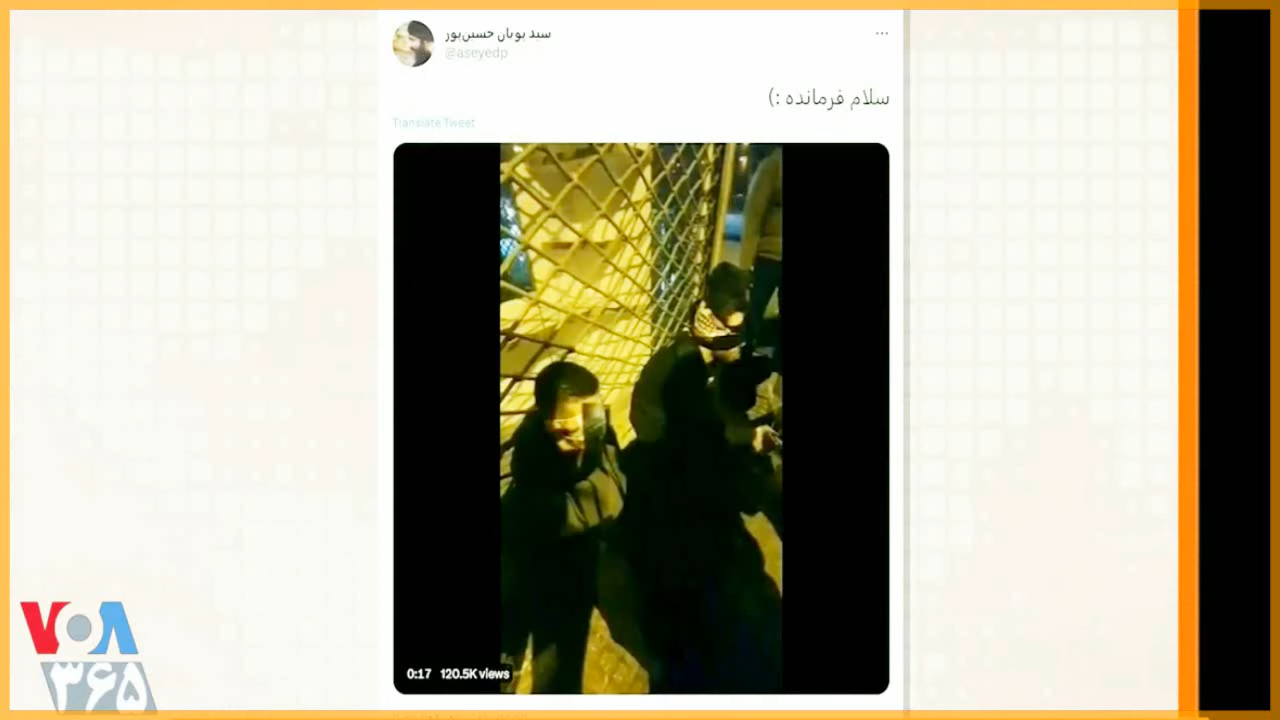 سید پویان حسین‌پور
@aseyedp
سلام فرمانده :)
Translate Tweet
0:17 120.5K views
VOA
۳۶۵